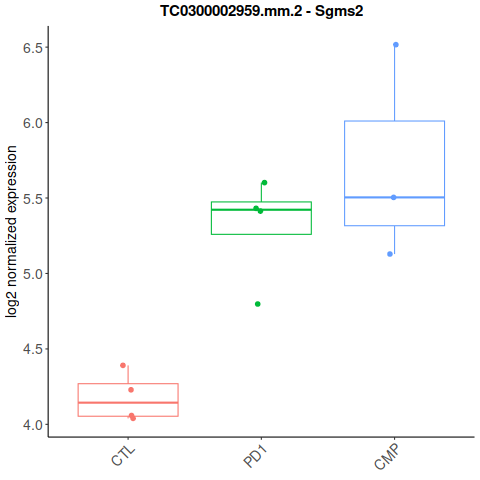 TC0300002959.mm.2 - Sgms2
log2 normalized expression
6.5
6.0
5.5
5.0
4.5
4.0
CTL
PD1
CMP